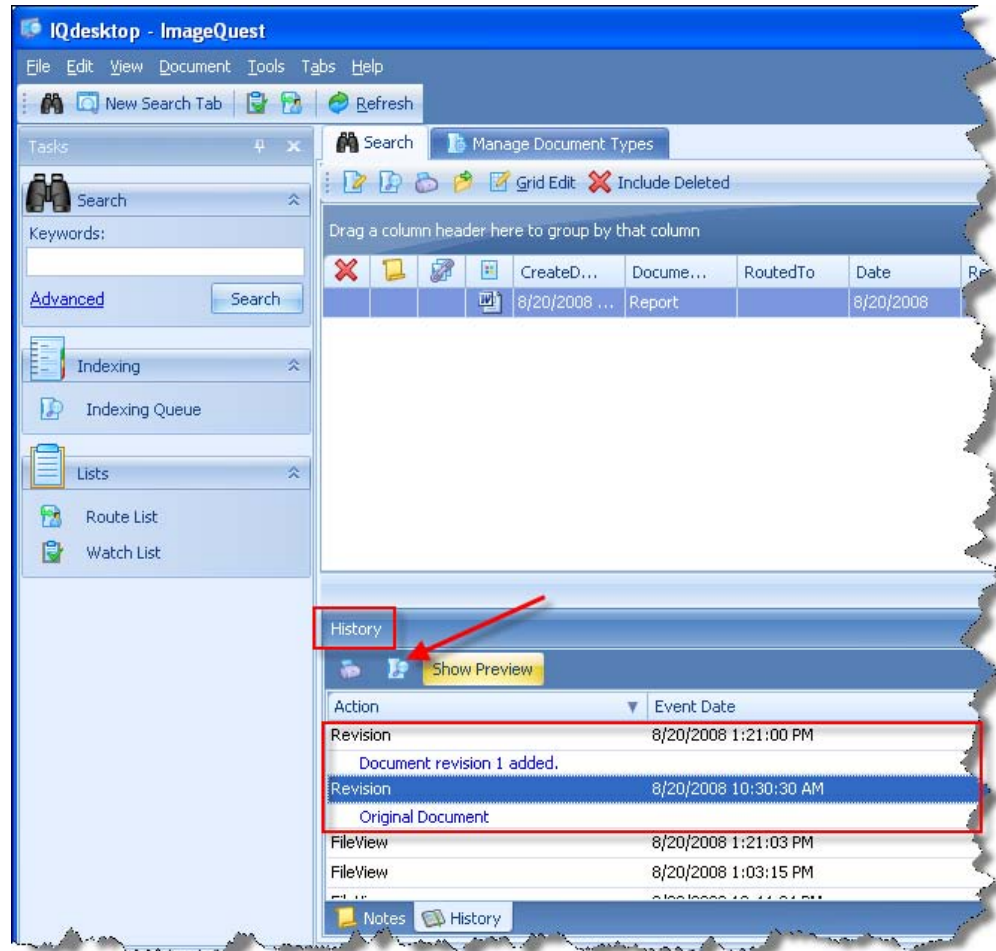 IQdesktop - ImageQuest
File Edit View Document Tools Tabs Help
New Search Tab Refresh
Tasks
Search
Keywords:
Advanced Search
Indexing
Indexing Queue
Lists
Route List
Watch List
Search Manage Document Types
Grid Edit Include Deleted
Drag a column header here to group by that column
CreateD... Docume... RoutedTo Date
8/20/2008 ... Report 8/20/2008
History
Show Preview
Action Event Date
Revision 8/20/2008 1:21:00 PM
Document revision 1 added.
Revision 8/20/2008 10:30:30 AM
Original Document
FileView 8/20/2008 1:21:03 PM
FileView 8/20/2008 1:03:15 PM
Notes History